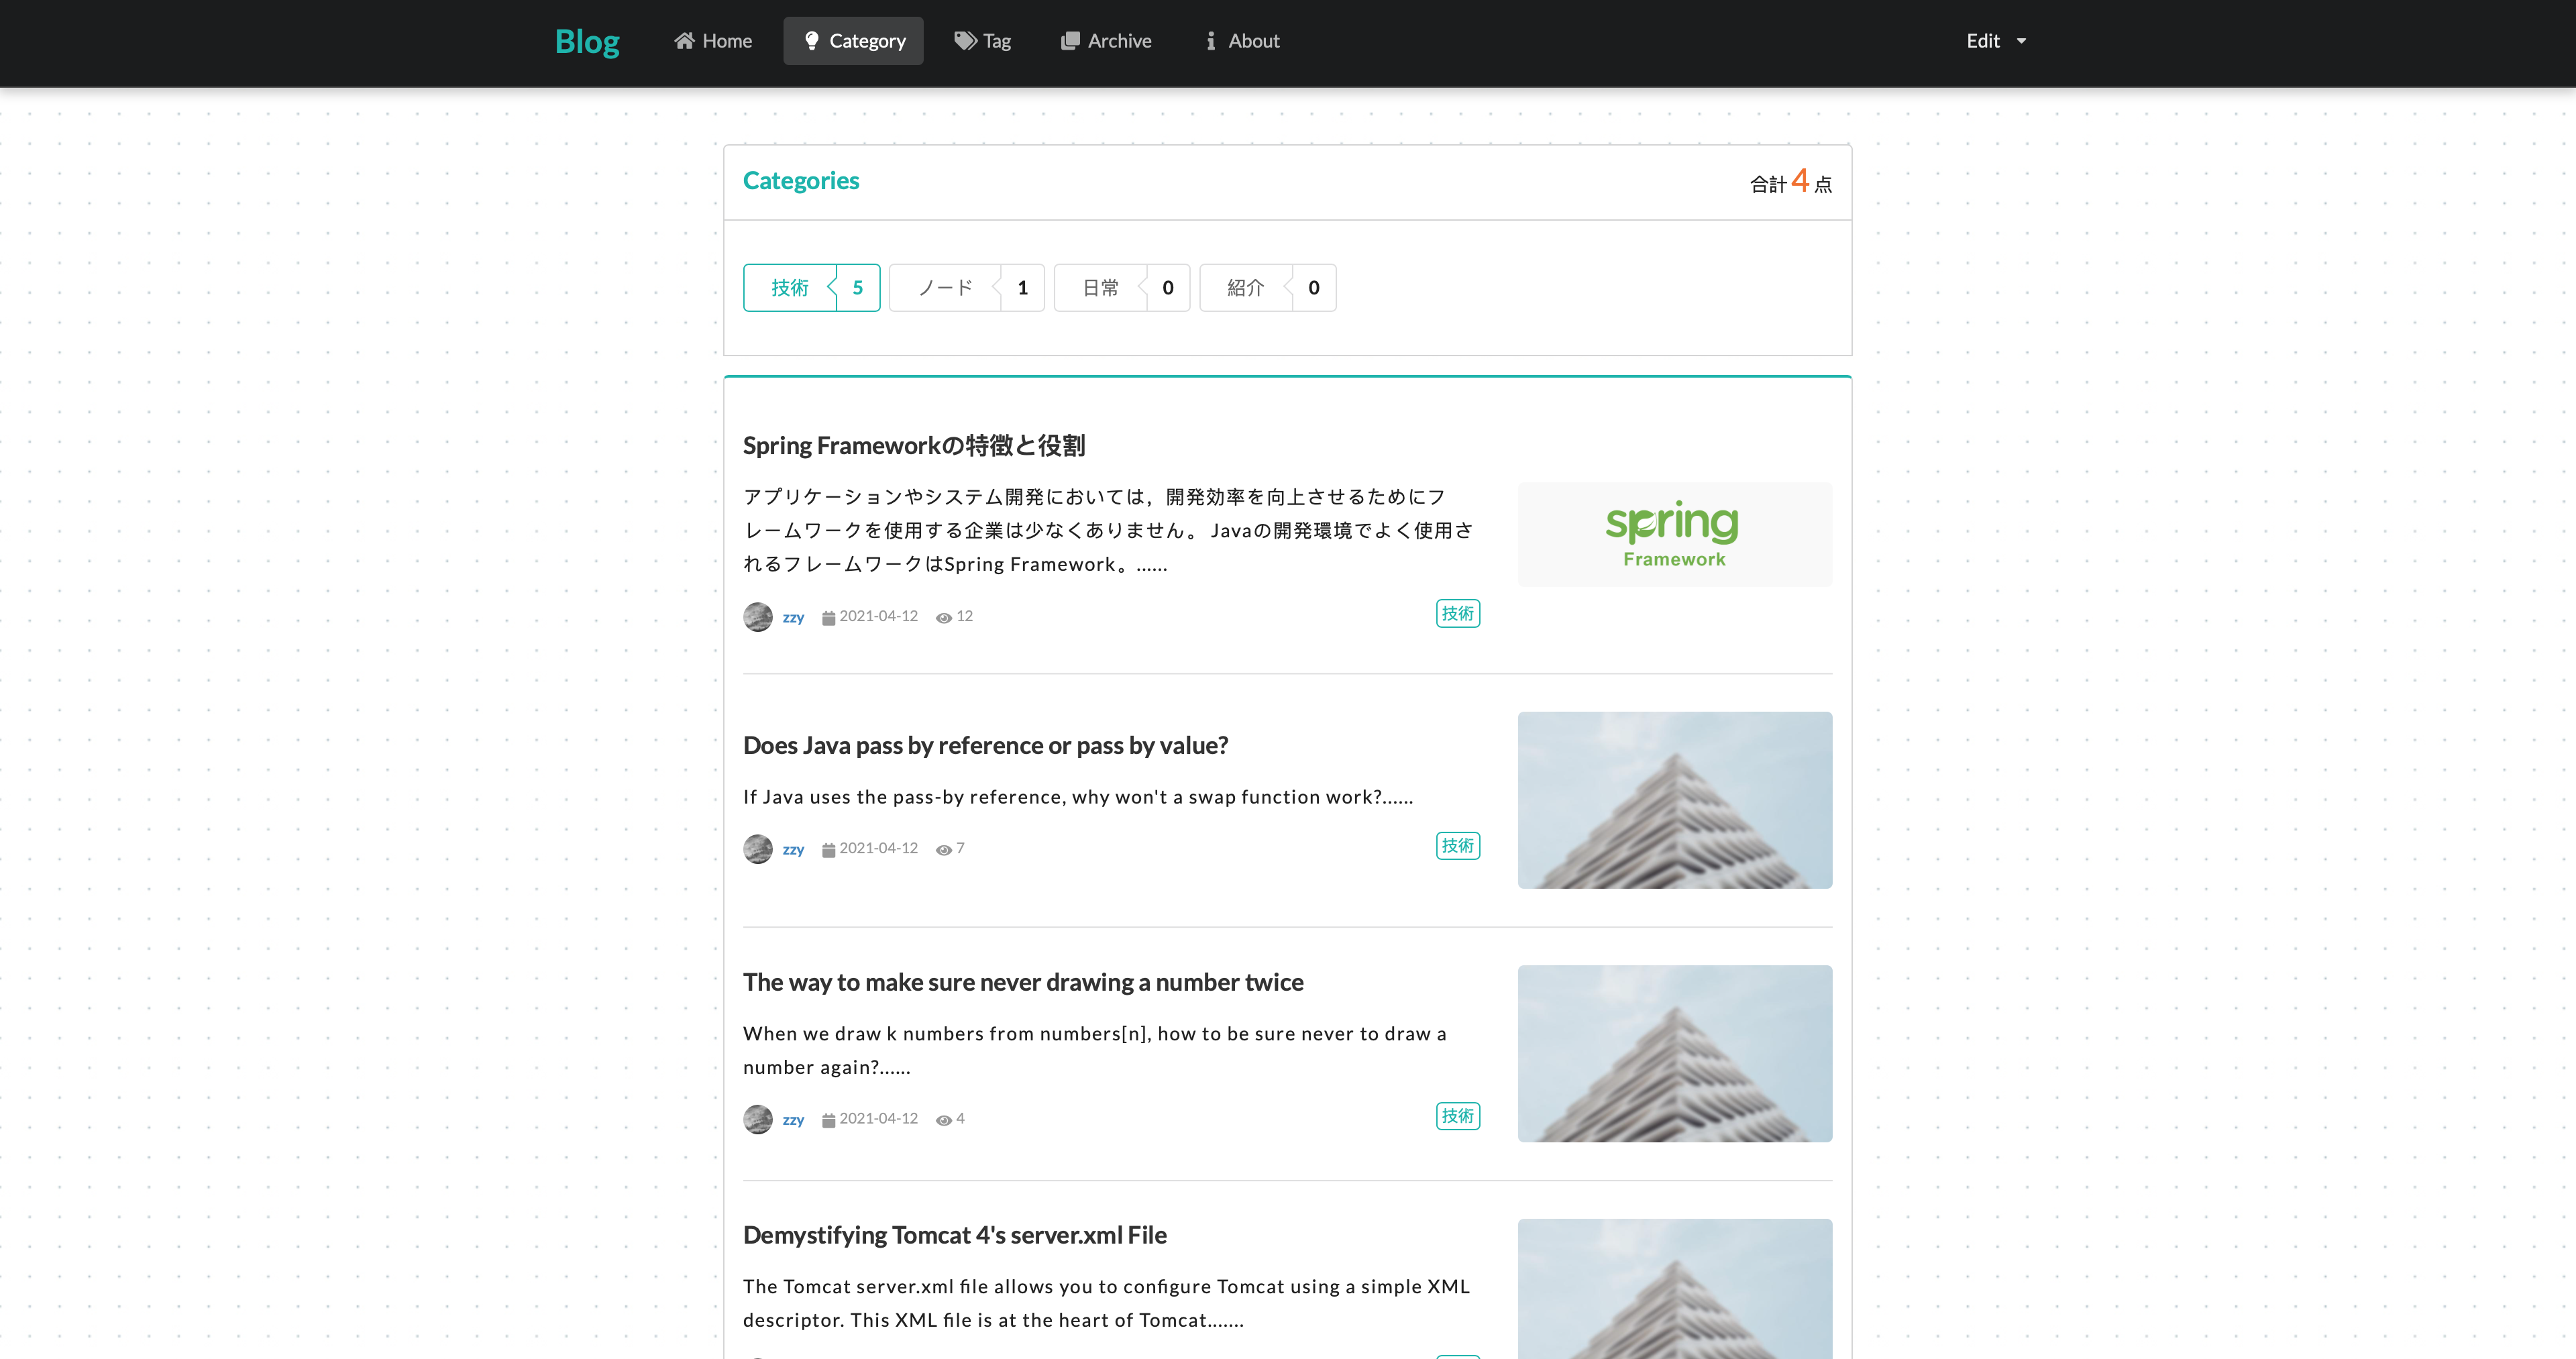 Blog Home Category Tag Archive About Edit
Categories 合計 4 点
技術 5 ノード 1 日常 0 紹介 0
Spring Frameworkの特徴と役割
アプリケーションやシステム開発においては，開発効率を向上させるためにフ
レームワークを使用する企業は少なくありません。 Javaの開発環境でよく使用さ
れるフレームワークはSpring Framework。......
spring
Framework
zzy 2021-04-12 12 技術
Does Java pass by reference or pass by value?
If Java uses the pass-by reference, why won't a swap function work?......
zzy 2021-04-12 7 技術
The way to make sure never drawing a number twice
When we draw k numbers from numbers[n], how to be sure never to draw a
number again?......
zzy 2021-04-12 4 技術
Demystifying Tomcat 4's server.xml File
The Tomcat server.xml file allows you to configure Tomcat using a simple XML
descriptor. This XML file is at the heart of Tomcat.......